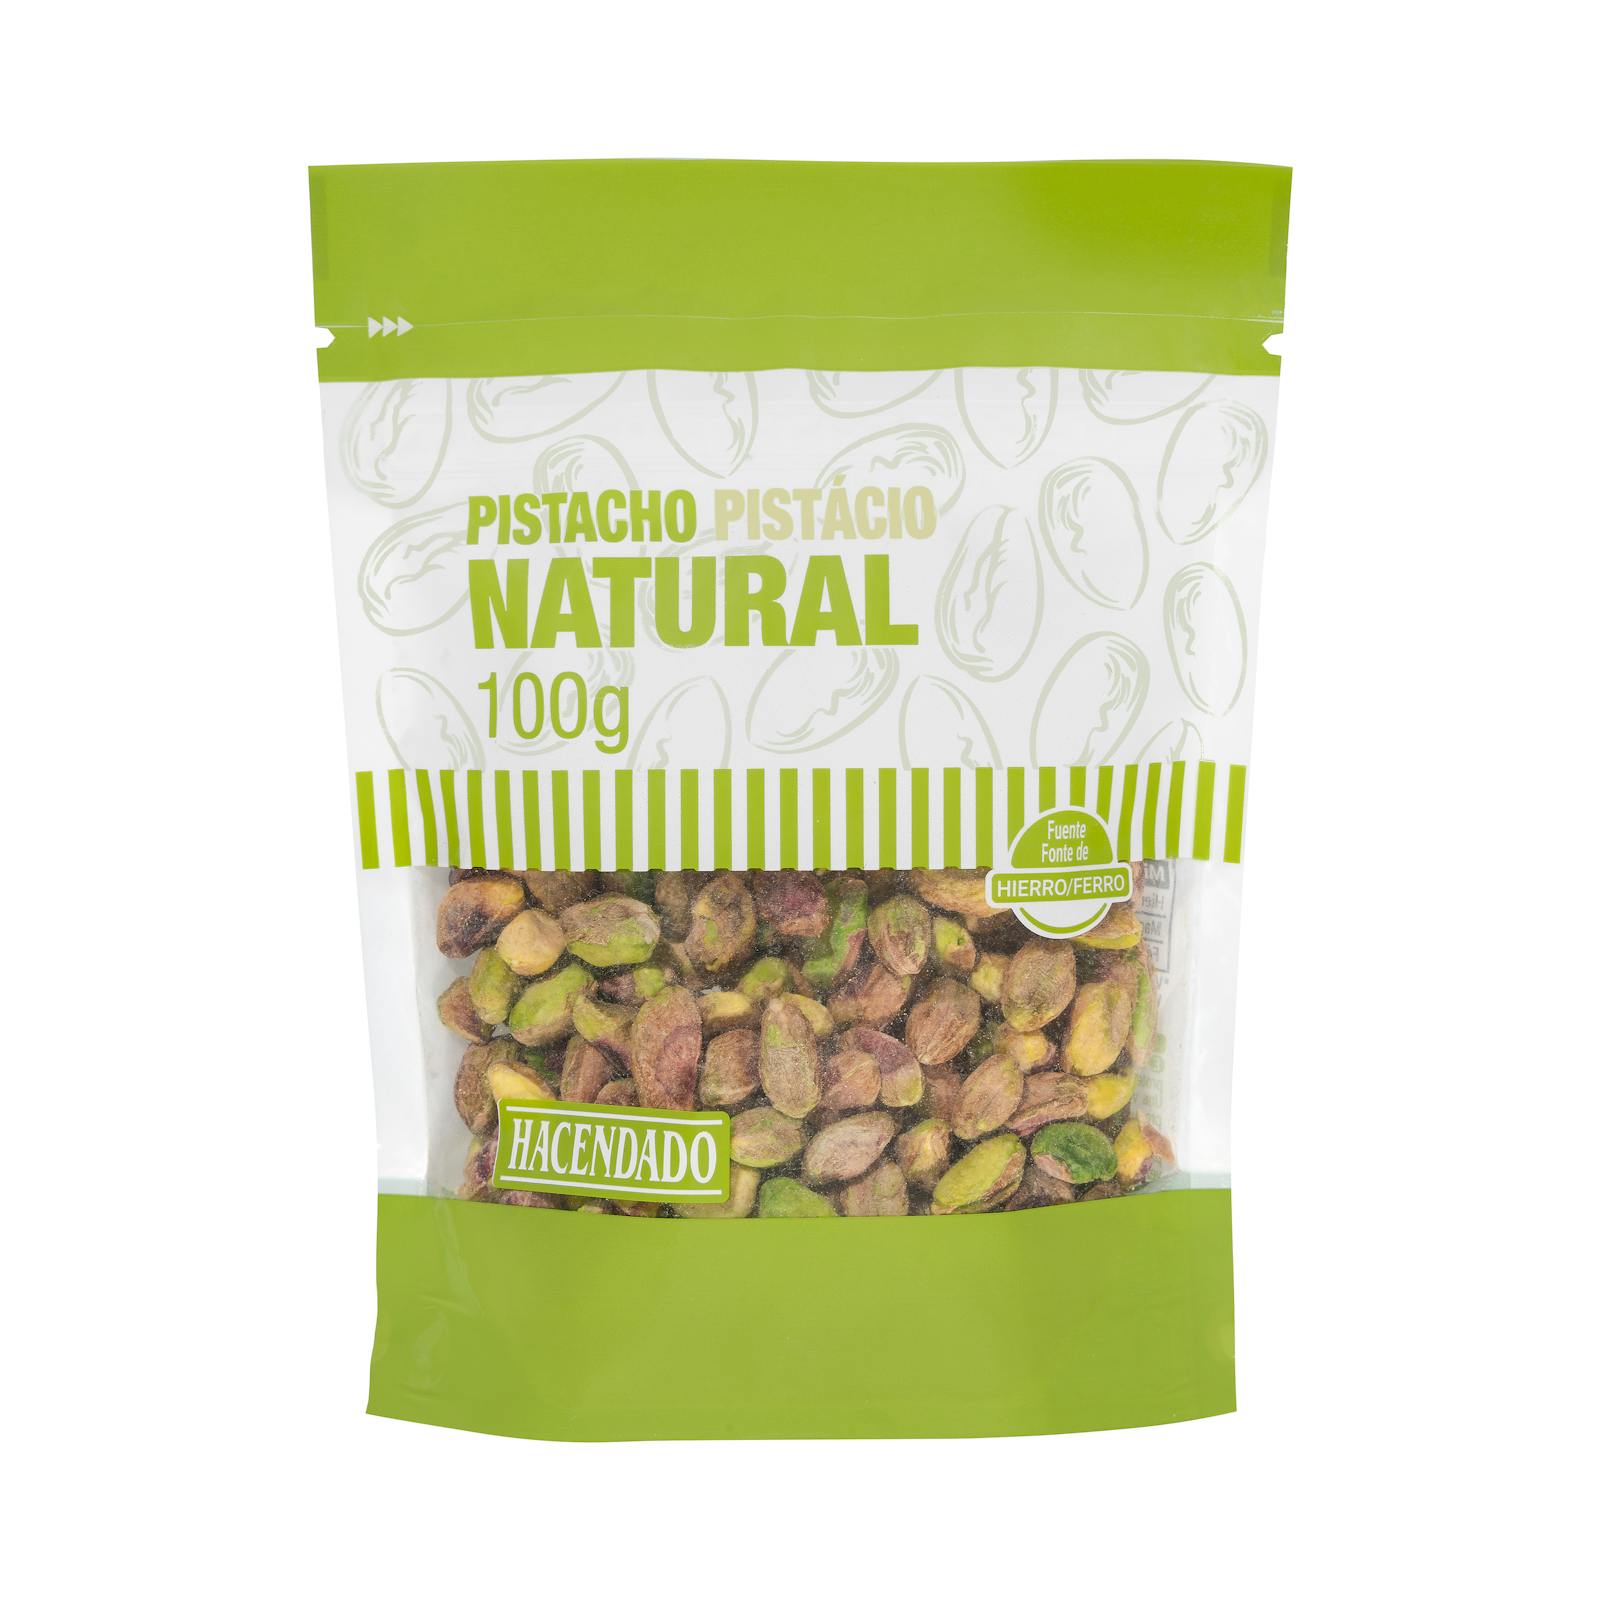 PISTACHO PISTÁCIO
NATURAL
100g
Fuente
Fonte de
HIERRO/FERRO
HACENDADO